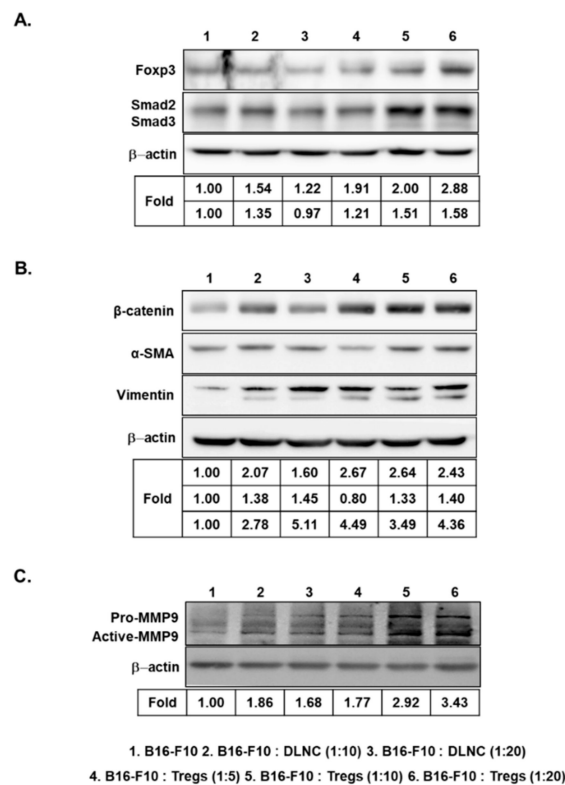 A.
1 2 3 4 5 6
Foxp3
Smad2
Smad3
β–actin
Fold 1.00 1.54 1.22 1.91 2.00 2.88
1.00 1.35 0.97 1.21 1.51 1.58
B.
1 2 3 4 5 6
β-catenin
α-SMA
Vimentin
β–actin
1.00 2.07 1.60 2.67 2.64 2.43
Fold 1.00 1.38 1.45 0.80 1.33 1.40
1.00 2.78 5.11 4.49 3.49 4.36
C.
1 2 3 4 5 6
Pro-MMP9
Active-MMP9
β–actin
Fold 1.00 1.86 1.68 1.77 2.92 3.43
1. B16-F10 2. B16-F10 : DLNC (1:10) 3. B16-F10 : DLNC (1:20)
4. B16-F10 : Tregs (1:5) 5. B16-F10 : Tregs (1:10) 6. B16-F10 : Tregs (1:20)